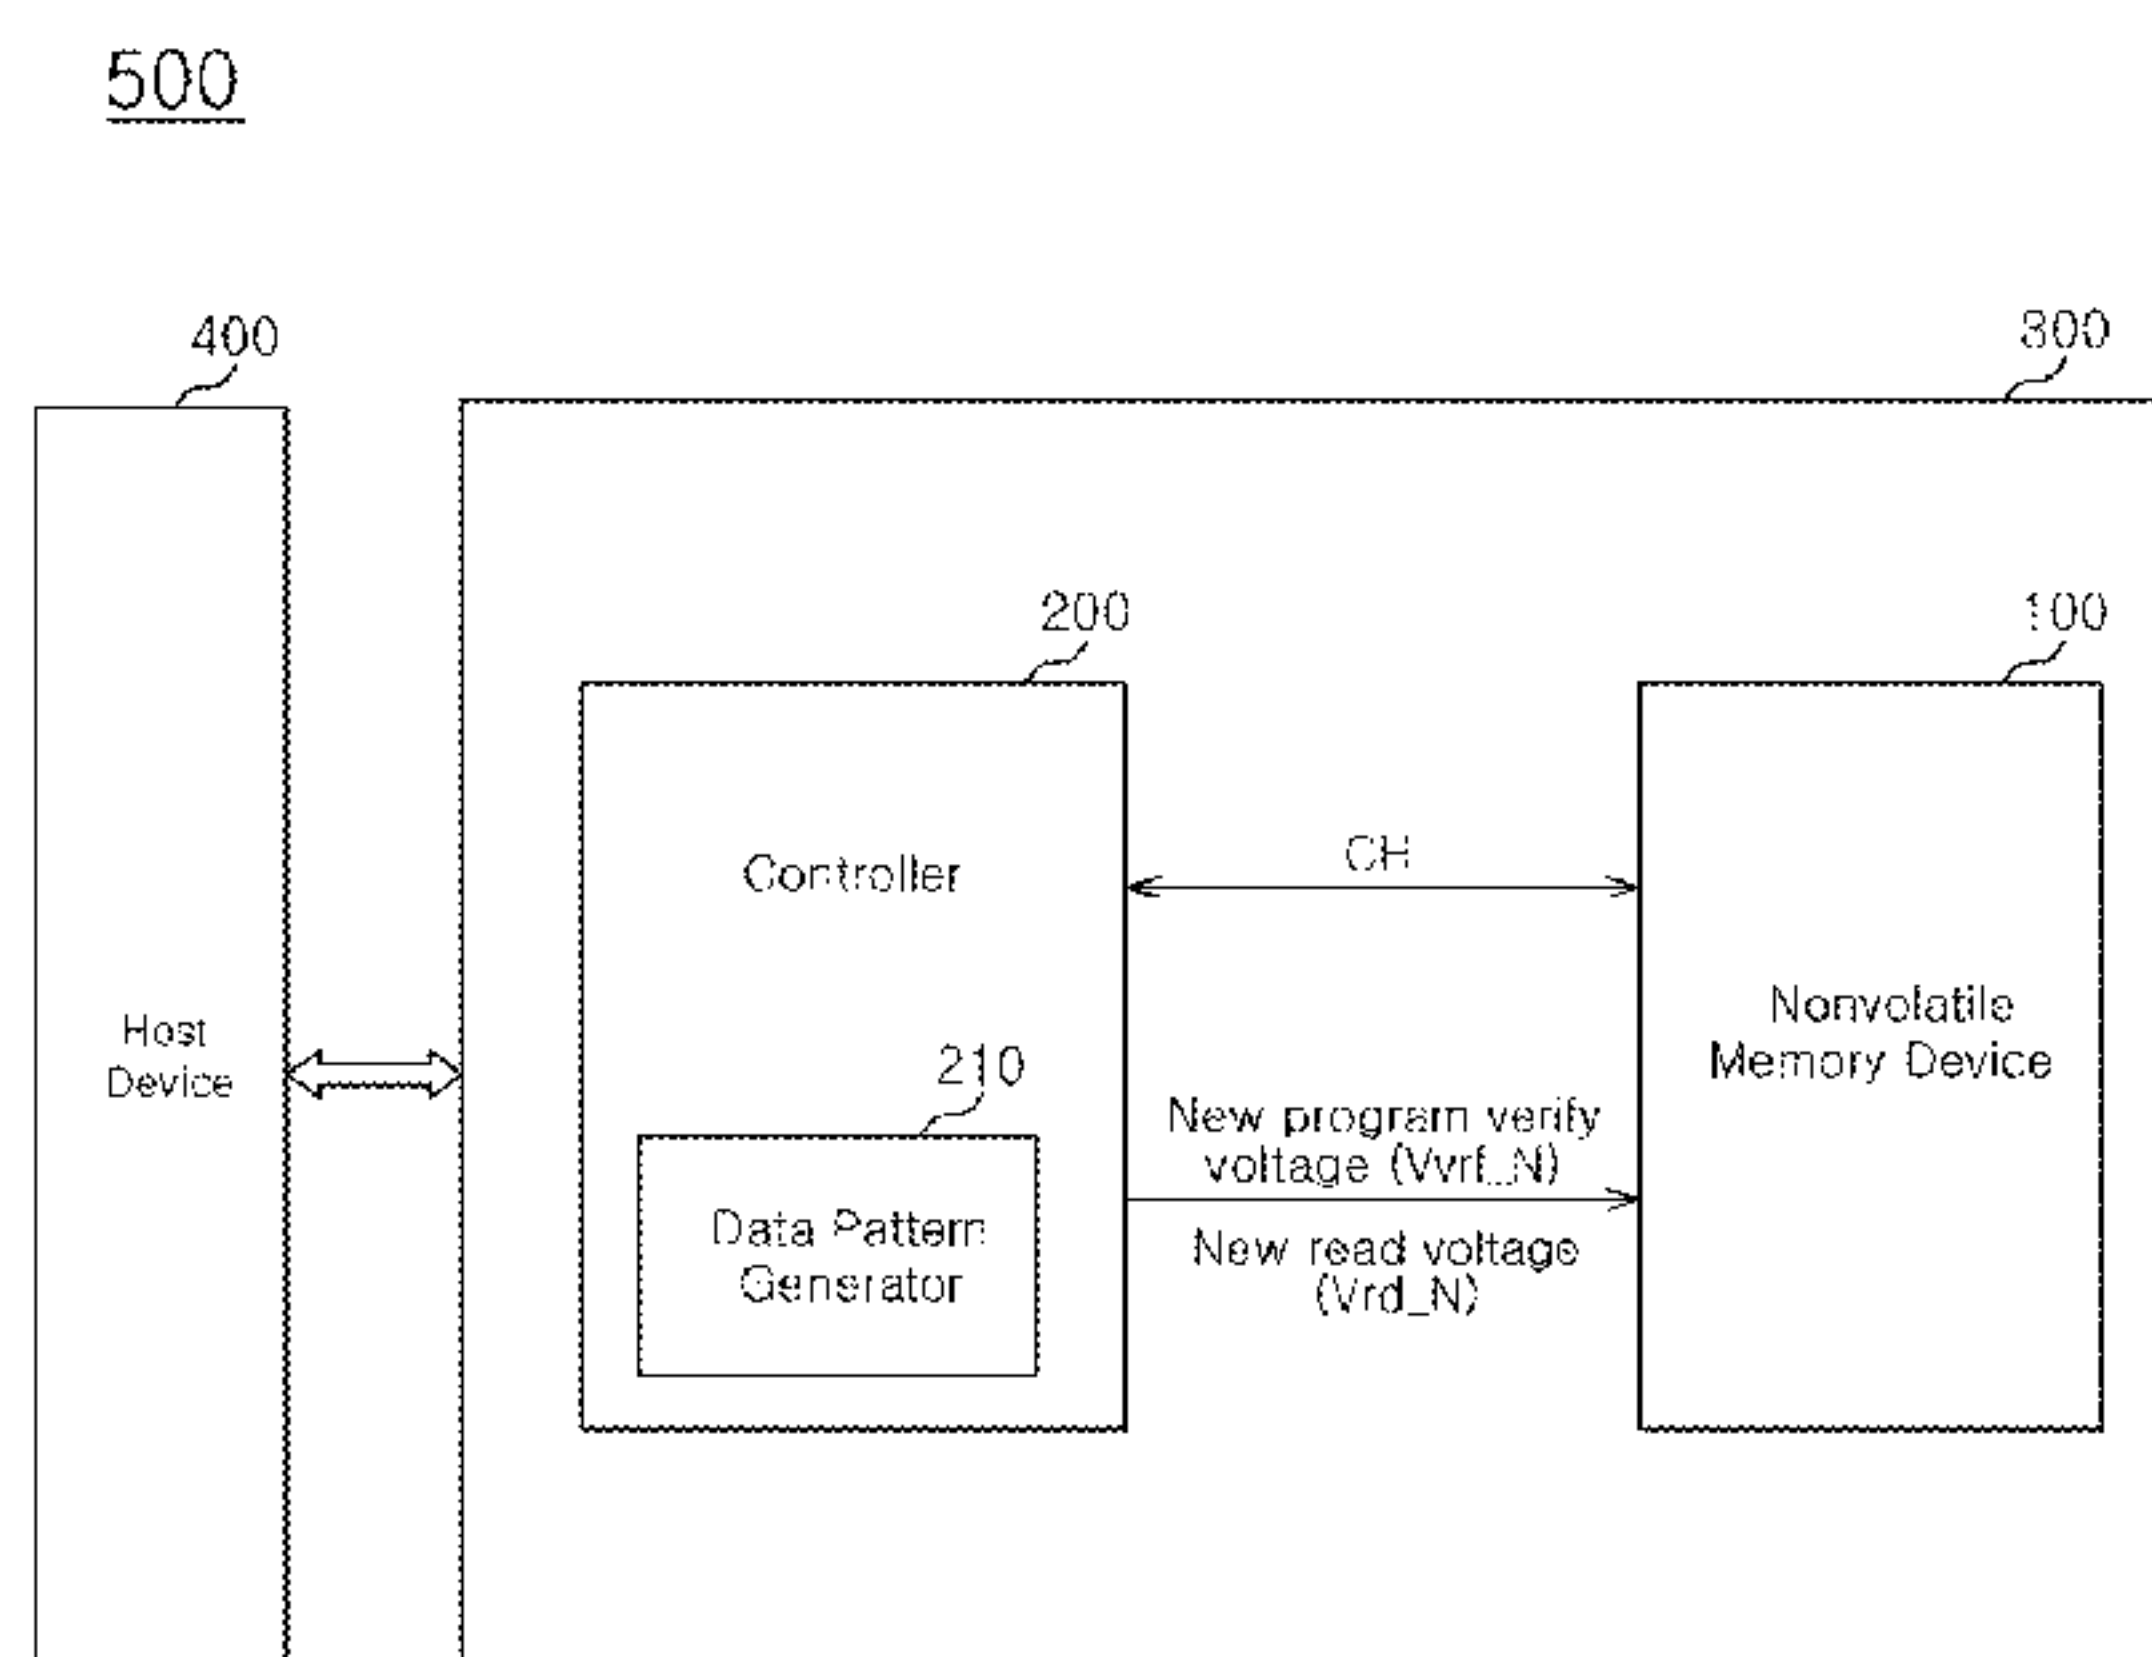 500
400
300
200
100
CH
Controller
Nonvolatile
Memory Device
Host
Device
210
New program verify
voltage (Vvrf_N)
Data Pattern
Generator
New read voltage
(Vrd_N)